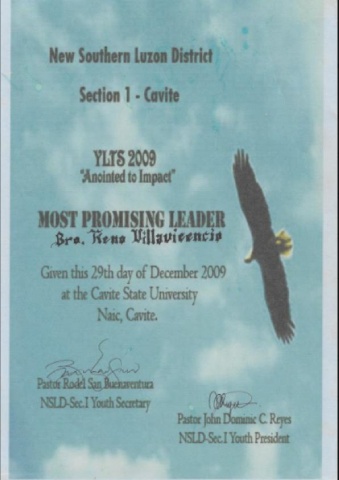 New Southern Luzon District
Section 1 - Cavite
YLTS 2009
"Anointed to Impact"
MOST PROMISING LEADER
Bro. Reno Villavicencio
Given this 29th day of December 2009
at the Cavite State University
Naic, Cavite.
Pastor Rodel San Buenaventura
NSLD-Sec.I Youth Secretary
Pastor John Dominic C. Reyes
NSLD-Sec.I Youth President